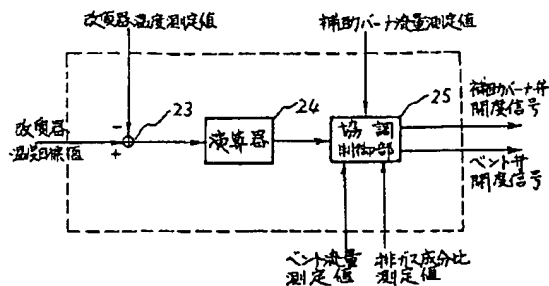 改質器温度測定値
補助バーナ流量測定値
23
24
25
補助バーナ弁
開度信号
改質器
温度目標値
−
+
演算器
協調
制御部
ベント弁
開度信号
ベント流量
測定値
排ガス成分比
測定値